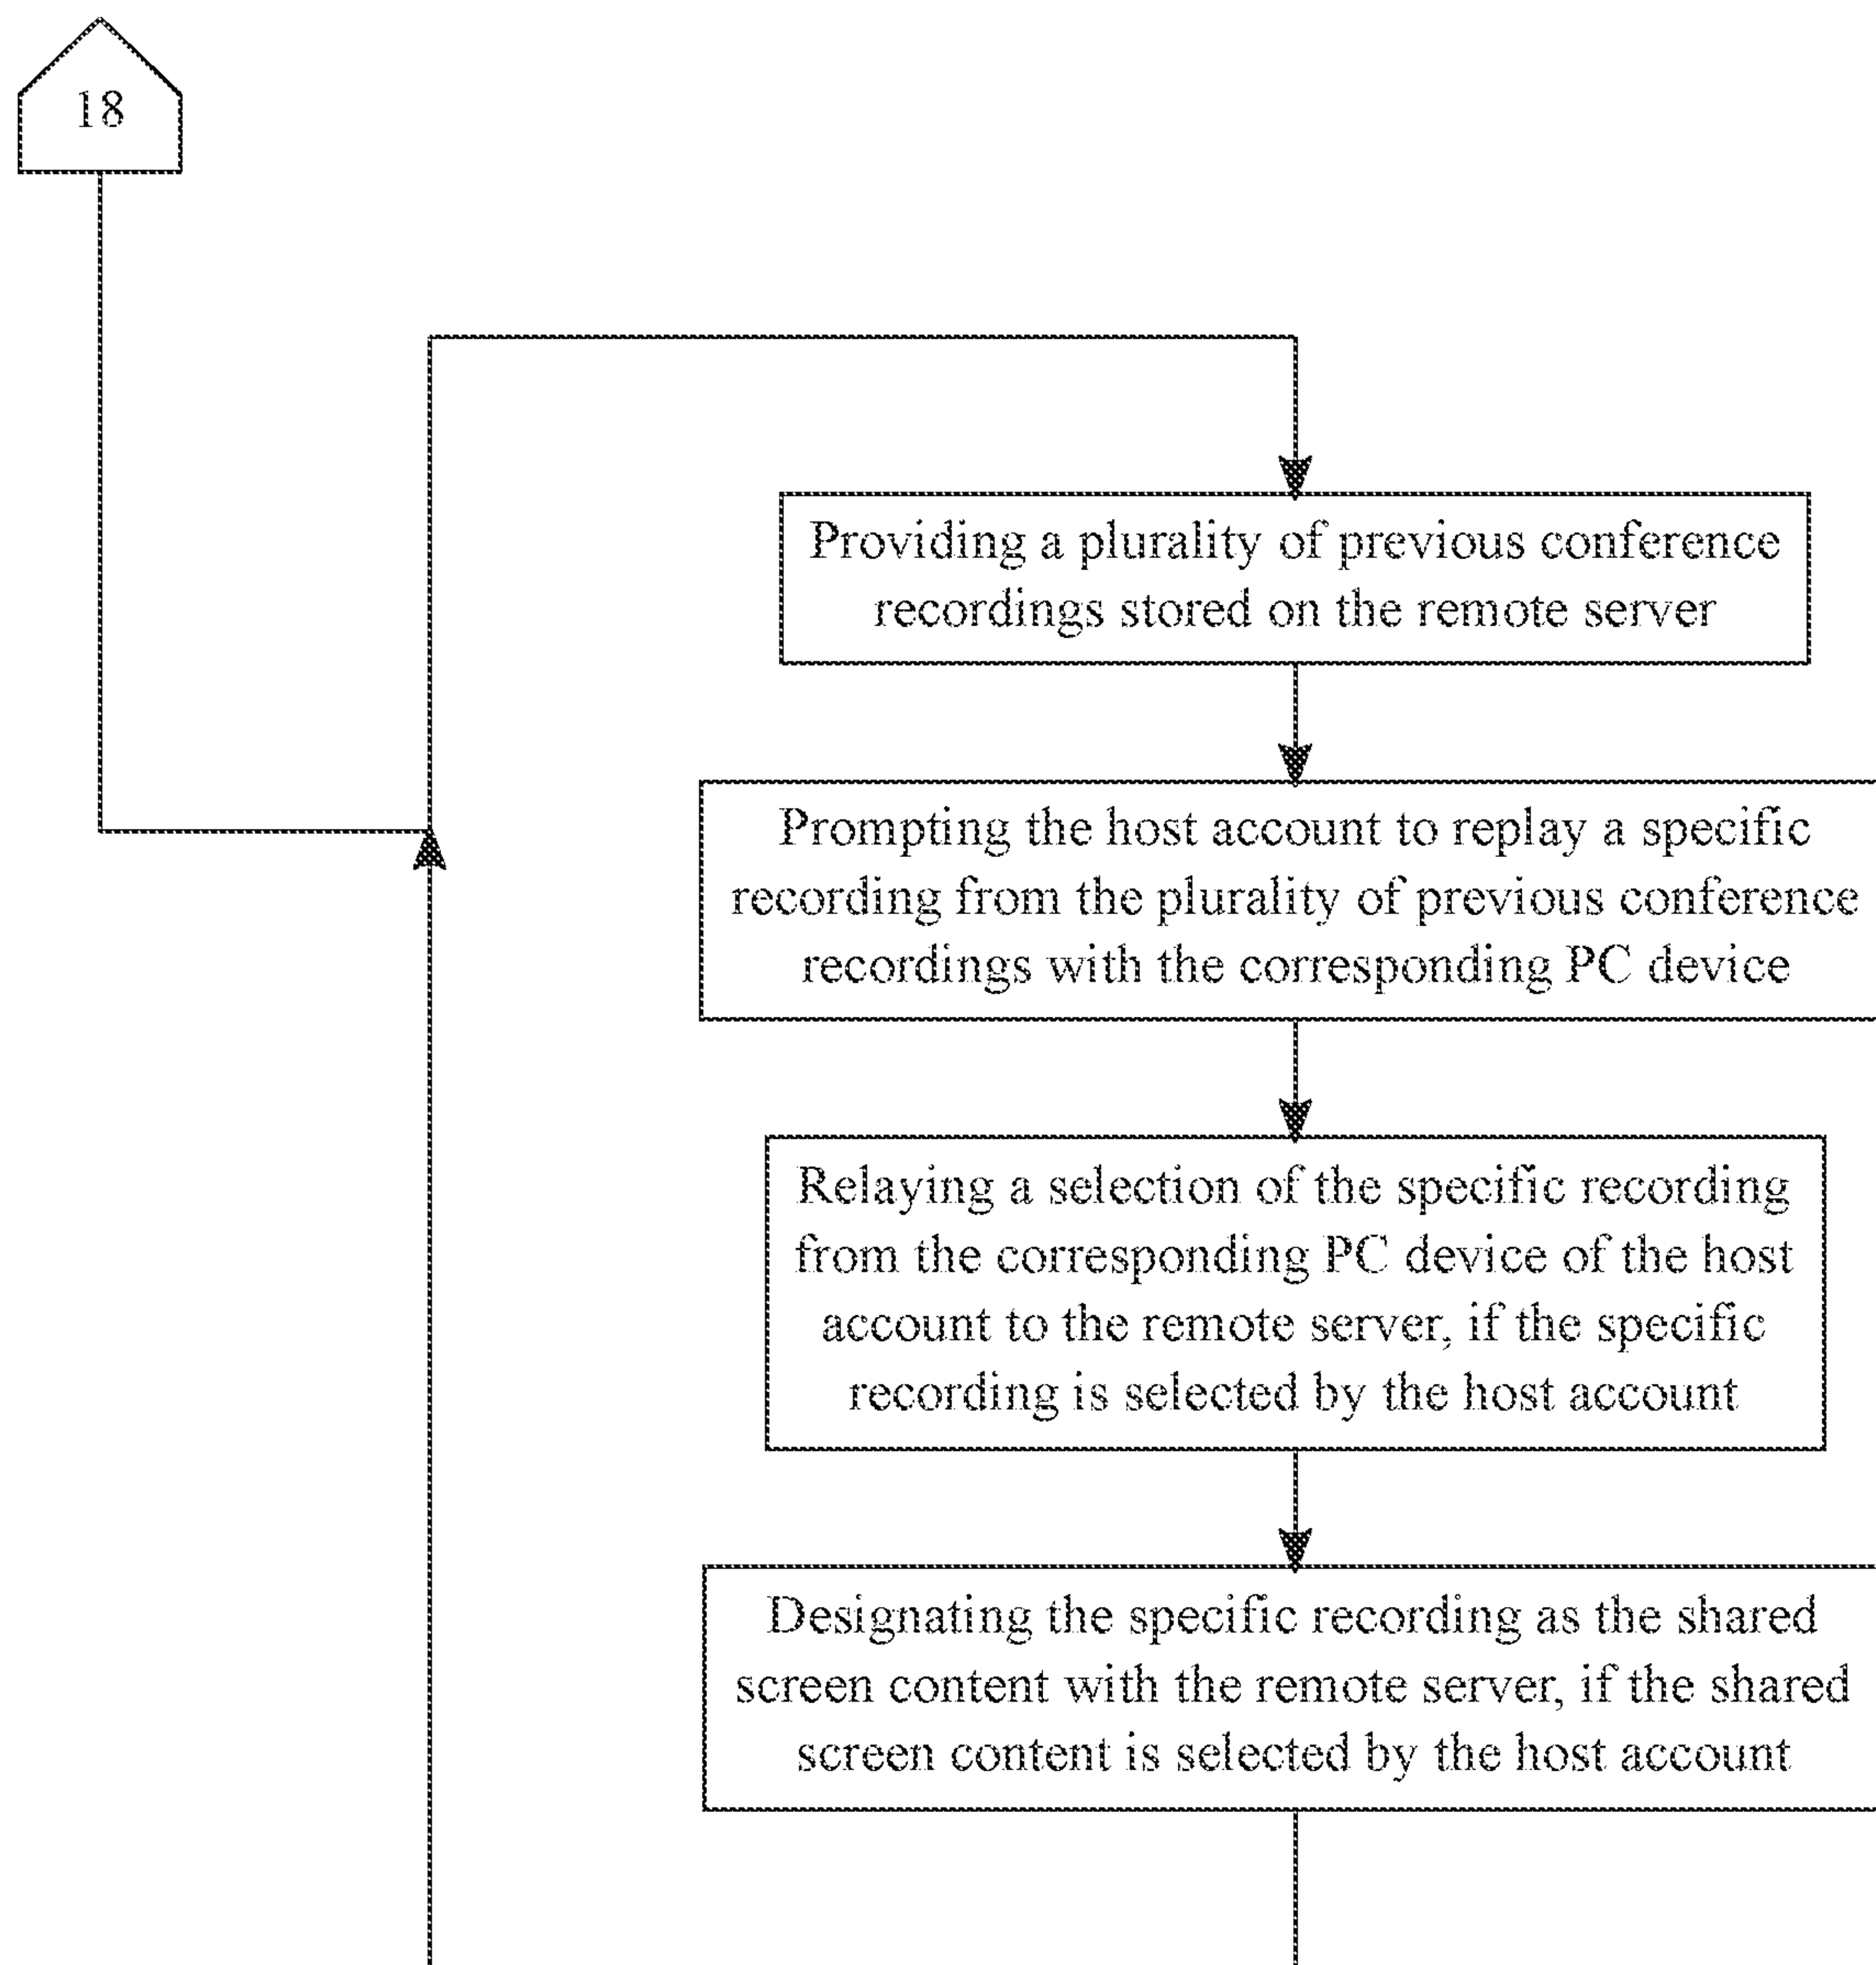 18
Providing a plurality of previous conference
recordings stored on the remote server
Prompting the host account to replay a specific
recording from the plurality of previous conference
recordings with the corresponding PC device
Relaying a selection of the specific recording
from the corresponding PC device of the host
account to the remote server, if the specific
recording is selected by the host account
Designating the specific recording as the shared
screen content with the remote server, if the shared
screen content is selected by the host account